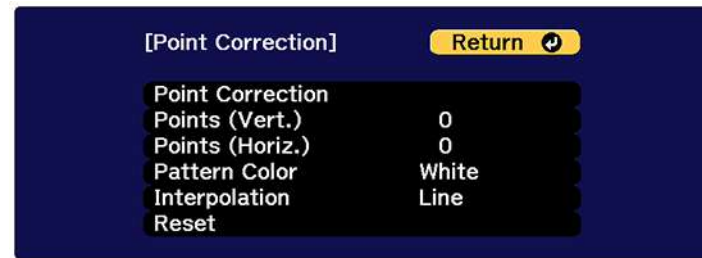 [Point Correction] Return
Point Correction
Points (Vert.) 0
Points (Horiz.) 0
Pattern Color White
Interpolation Line
Reset